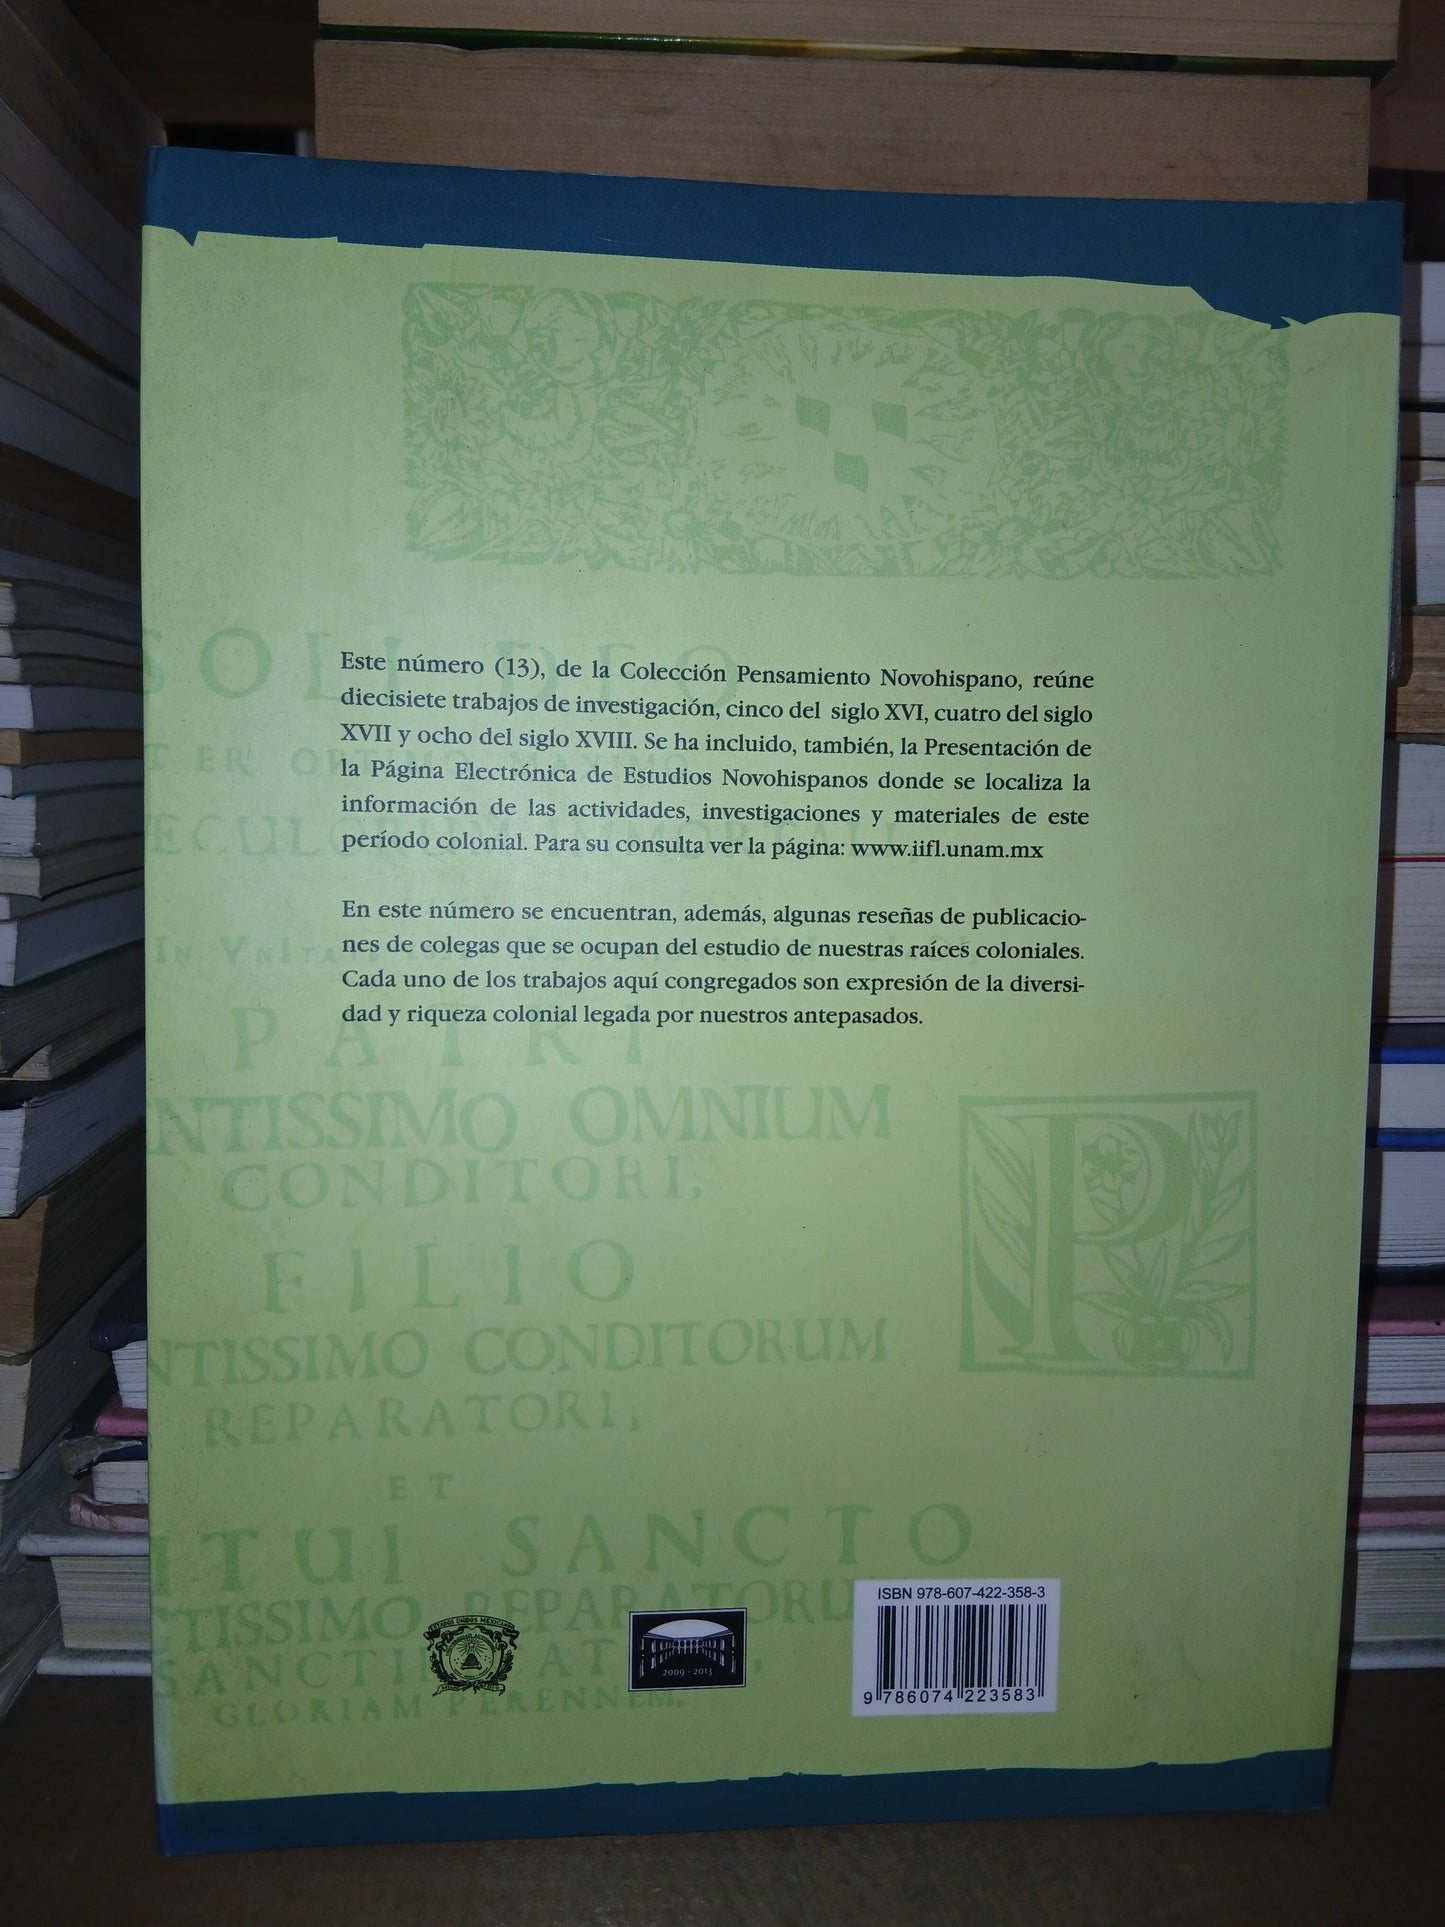 SOLI DEO
Este número (13), de la Colección Pensamiento Novohispano, reúne
diecisiete trabajos de investigación, cinco del siglo XVI, cuatro del siglo
XVII y ocho del siglo XVIII. Se ha incluido, también, la Presentación de
la Página Electrónica de Estudios Novohispanos donde se localiza la
información de las actividades, investigaciones y materiales de este
período colonial. Para su consulta ver la página: www.iifl.unam.mx
En este número se encuentran, además, algunas reseñas de publicacio-
nes de colegas que se ocupan del estudio de nuestras raíces coloniales.
Cada uno de los trabajos aquí congregados son expresión de la diversi-
dad y riqueza colonial legada por nuestros antepasados.
PATRI
NTISSIMO OMNIUM
CONDITORI,
P
FILIO
NTISSIMO CONDITORUM
REPARATORI,
ET
ITUI SANCTO
CTISSIMO REPARATORU
GLORIAM PERENNEM.
2009 - 2013
ISBN 978-607-422-358-3
9 786074 223583